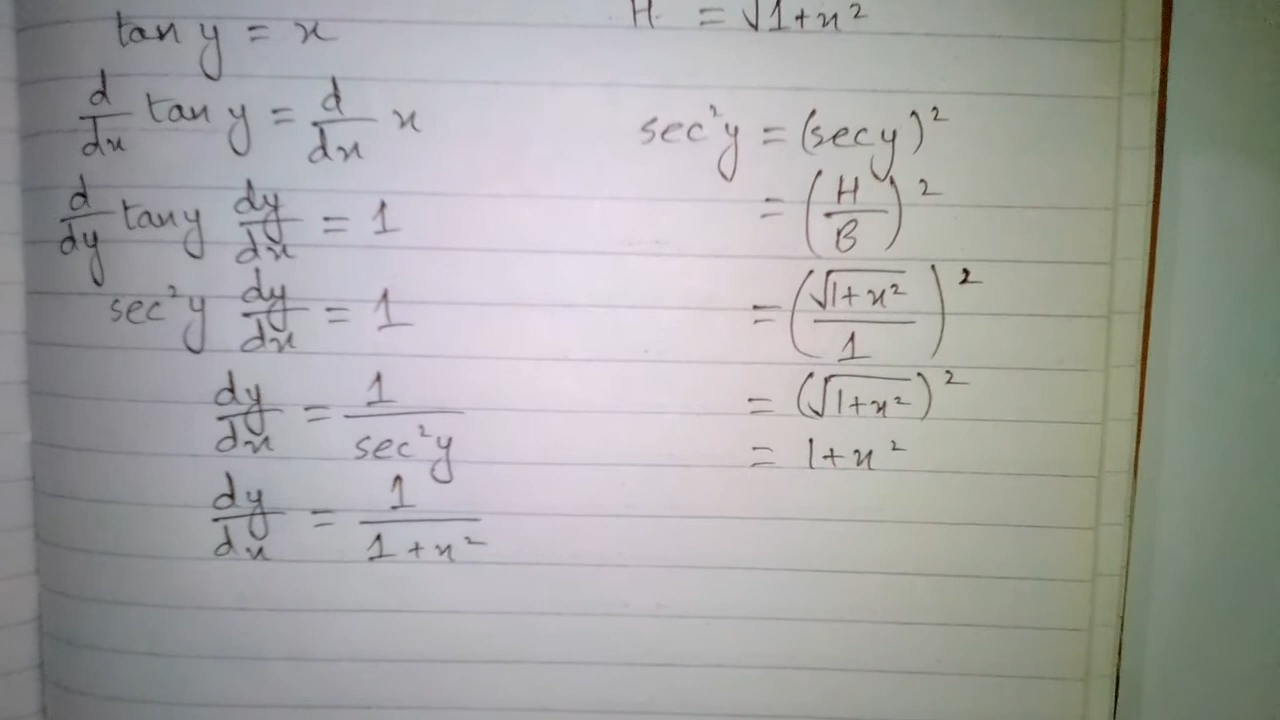 tan y = x
d/dx tan y = d/dx x
d/dy tan y dy/dx = 1
sec²y dy/dx = 1
dy/dx = 1/sec²y
dy/dx = 1/1+x²
H = √1+x²
sec²y = (sec y)²
= (H/B)²
= (√1+x²/1)²
= (√1+x²)²
= 1+x²